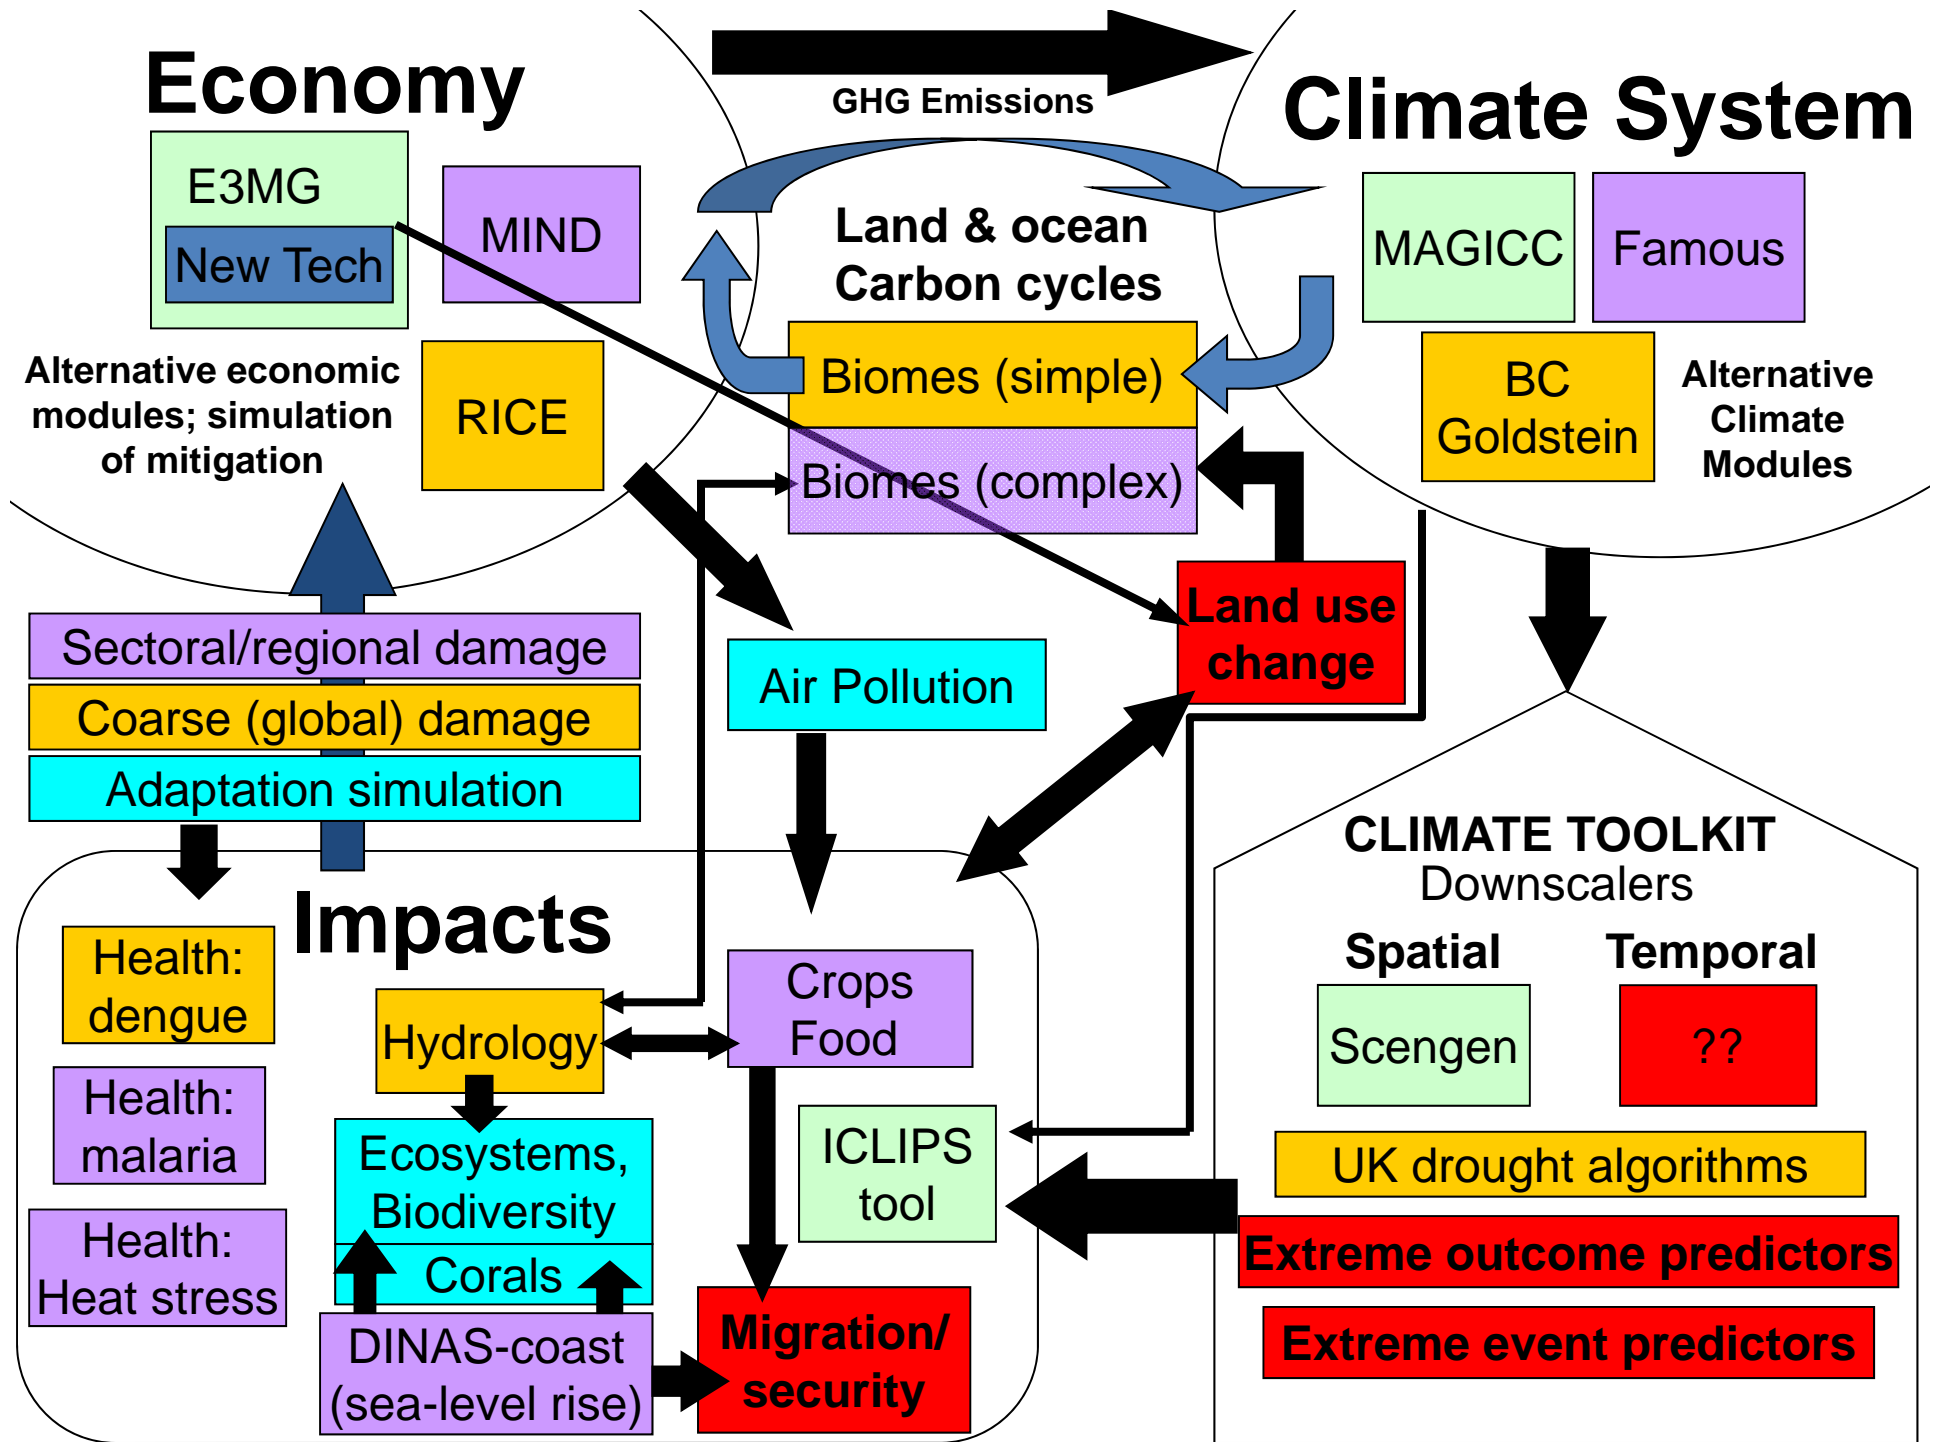 Economy
GHG Emissions
Climate System
E3MG
New Tech
MIND
RICE
Alternative economic
modules; simulation
of mitigation
Land & ocean
Carbon cycles
Biomes (simple)
Biomes (complex)
MAGICC
Famous
BC
Goldstein
Alternative
Climate
Modules
Land use
change
Sectoral/regional damage
Coarse (global) damage
Adaptation simulation
Air Pollution
Impacts
Health:
dengue
Health:
malaria
Health:
Heat stress
Hydrology
Ecosystems,
Biodiversity
Corals
DINAS-coast
(sea-level rise)
Crops
Food
ICLIPS
tool
Migration/
security
CLIMATE TOOLKIT
Downscalers
Spatial
Temporal
Scengen
??
UK drought algorithms
Extreme outcome predictors
Extreme event predictors